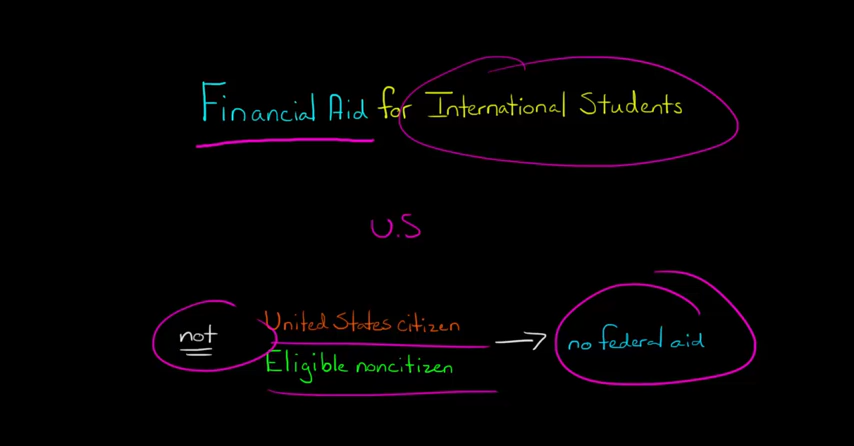 Financial Aid for International Students
U.S
not
United States citizen
Eligible noncitizen
no federal aid